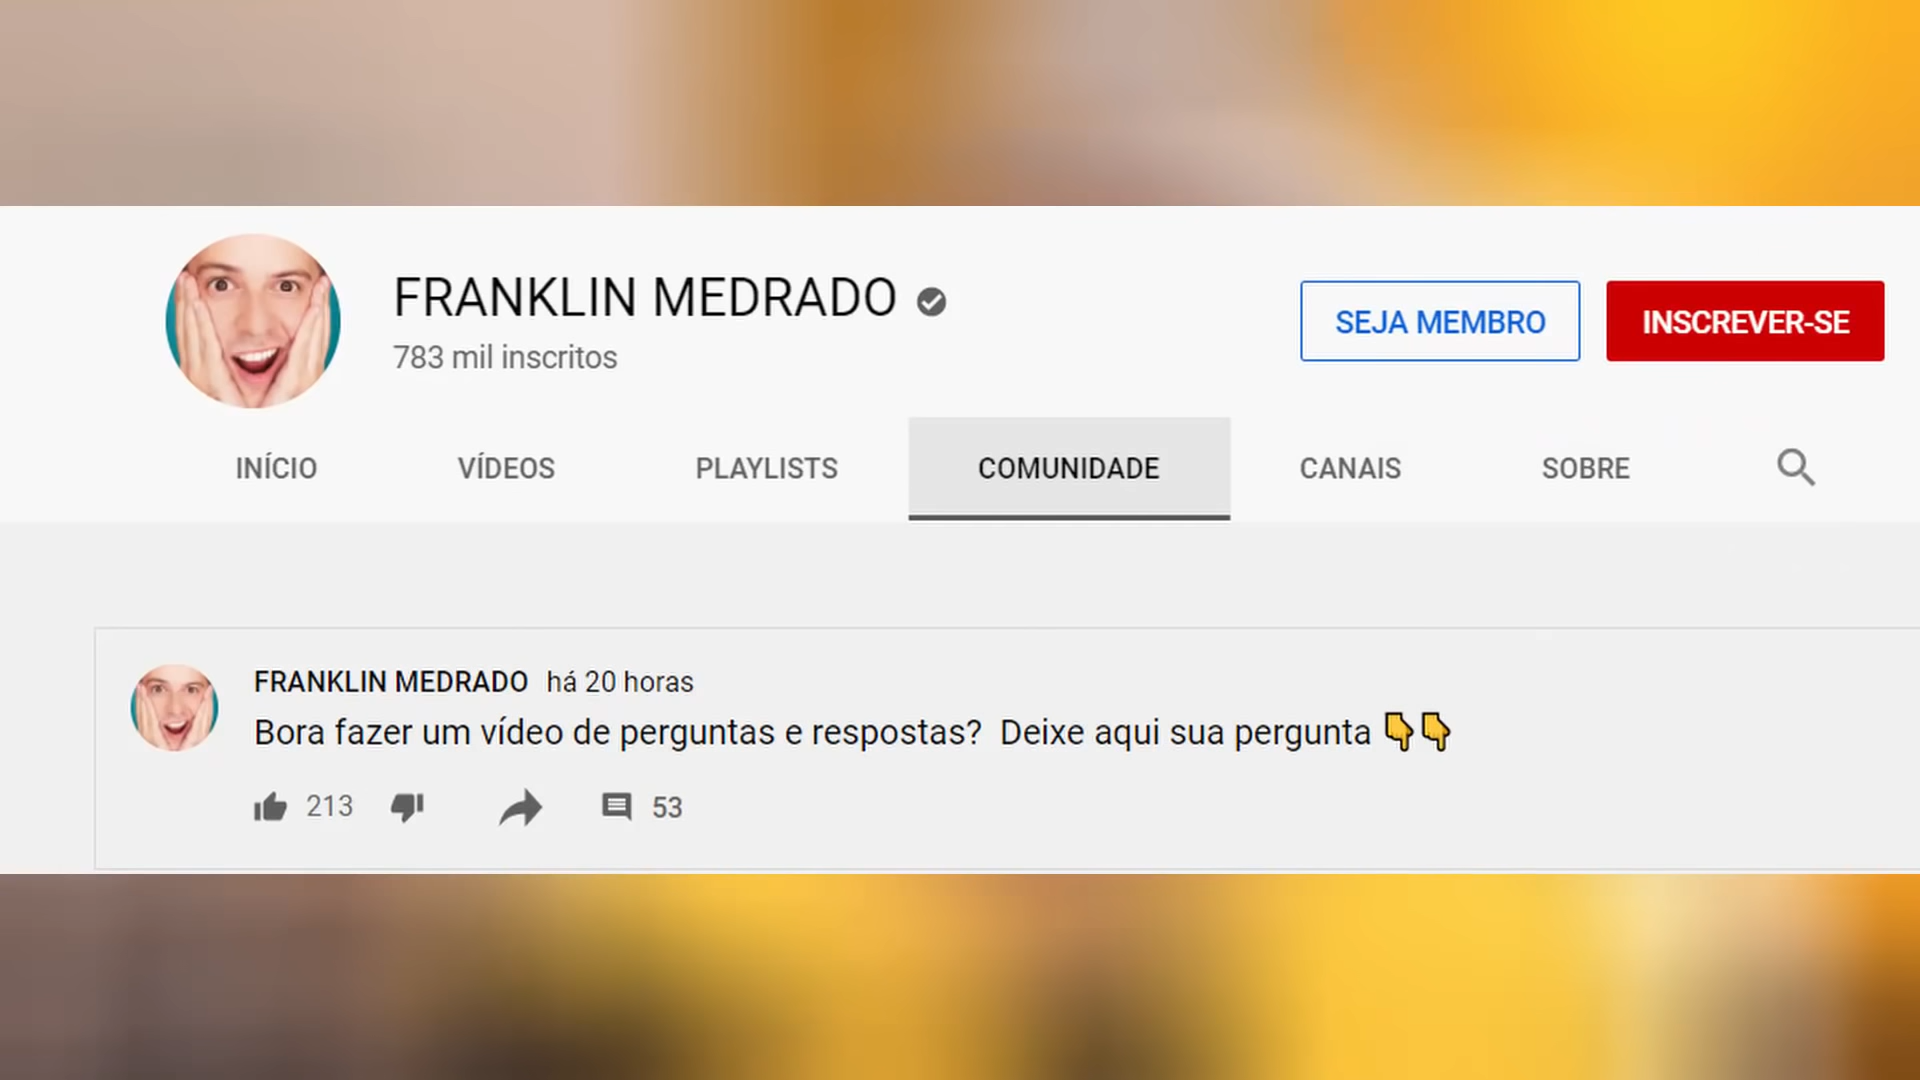 FRANKLIN MEDRADO
783 mil inscritos
SEJA MEMBRO
INSCREVER-SE
INÍCIO VÍDEOS PLAYLISTS COMUNIDADE CANAIS SOBRE
FRANKLIN MEDRADO há 20 horas
Bora fazer um vídeo de perguntas e respostas? Deixe aqui sua pergunta 👇👇
213 53